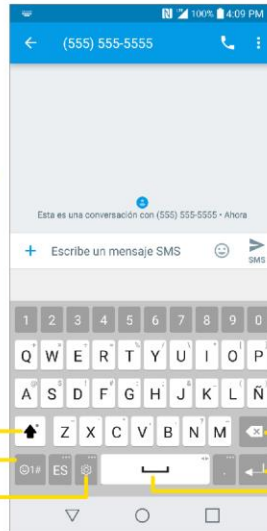 N 100% 4:09 PM
(555) 555-5555
Esta es una conversación con (555) 555-5555 • Ahora
Escribe un mensaje SMS
SMS
1 2 3 4 5 6 7 8 9 0
Q W E R T Y U I O P
A S D F G H J K L Ñ
Z X C V B N M
☺1# ES .